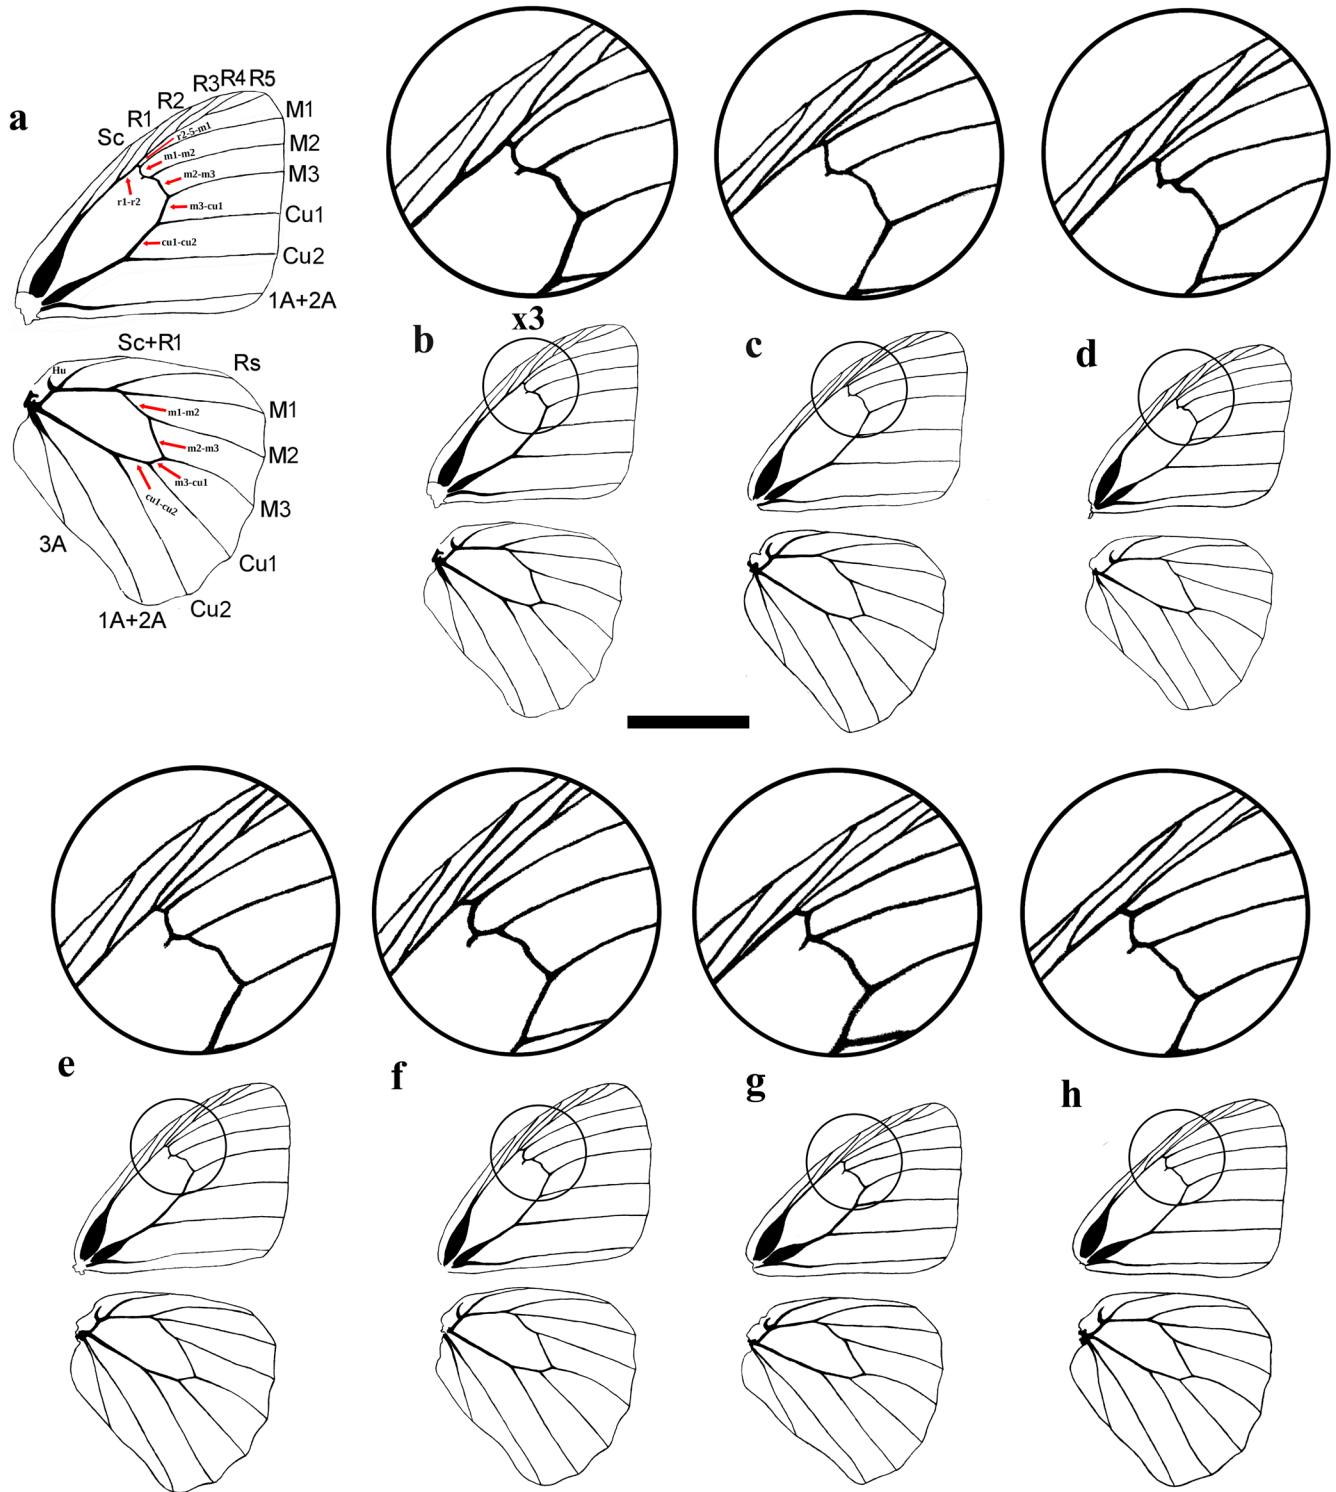 a
Sc
R1
R2
R3
R4
R5
M1
M2
M3
Cu1
Cu2
1A+2A
r2-5-m1
m1-m2
m2-m3
r1-r2
m3-cu1
cu1-cu2
Sc+R1
Rs
Hu
M1
m1-m2
M2
m2-m3
m3-cu1
cu1-cu2
M3
3A
Cu1
Cu2
1A+2A
x3
b
c
d
e
f
g
h